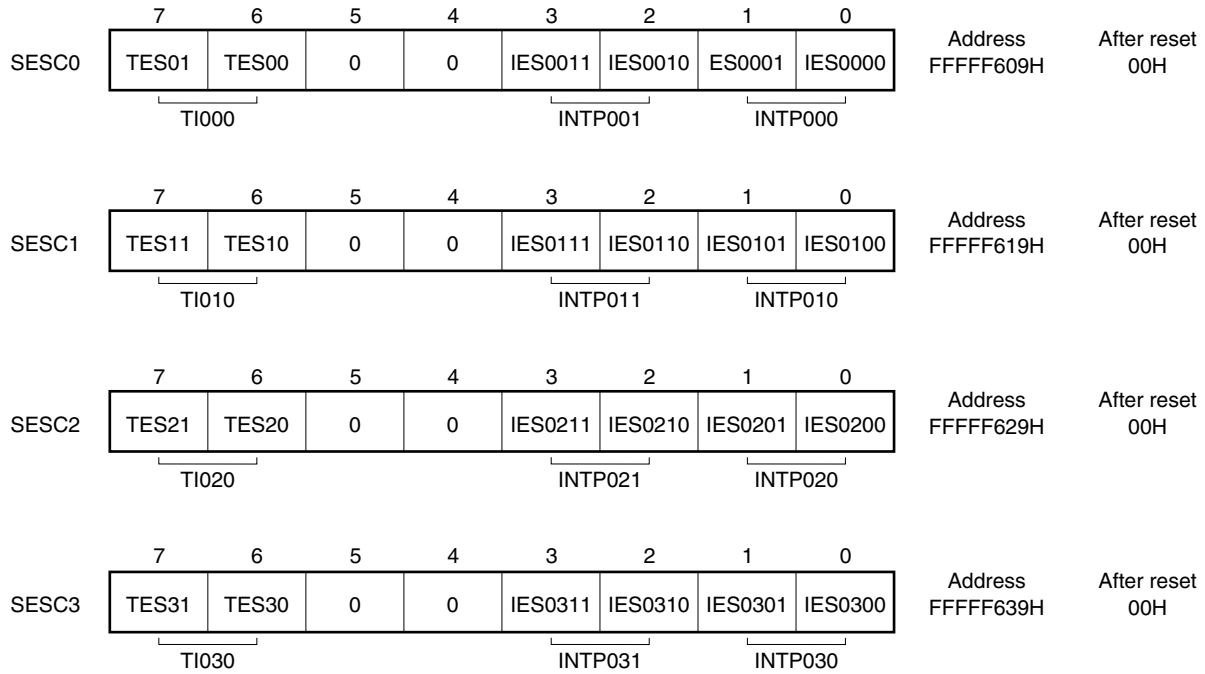 7 6 5 4 3 2 1 0
SESC0 TES01 TES00 0 0 IES0011 IES0010 ES0001 IES0000 Address FFFFF609H After reset 00H
TI000 INTP001 INTP000
7 6 5 4 3 2 1 0
SESC1 TES11 TES10 0 0 IES0111 IES0110 IES0101 IES0100 Address FFFFF619H After reset 00H
TI010 INTP011 INTP010
7 6 5 4 3 2 1 0
SESC2 TES21 TES20 0 0 IES0211 IES0210 IES0201 IES0200 Address FFFFF629H After reset 00H
TI020 INTP021 INTP020
7 6 5 4 3 2 1 0
SESC3 TES31 TES30 0 0 IES0311 IES0310 IES0301 IES0300 Address FFFFF639H After reset 00H
TI030 INTP031 INTP030